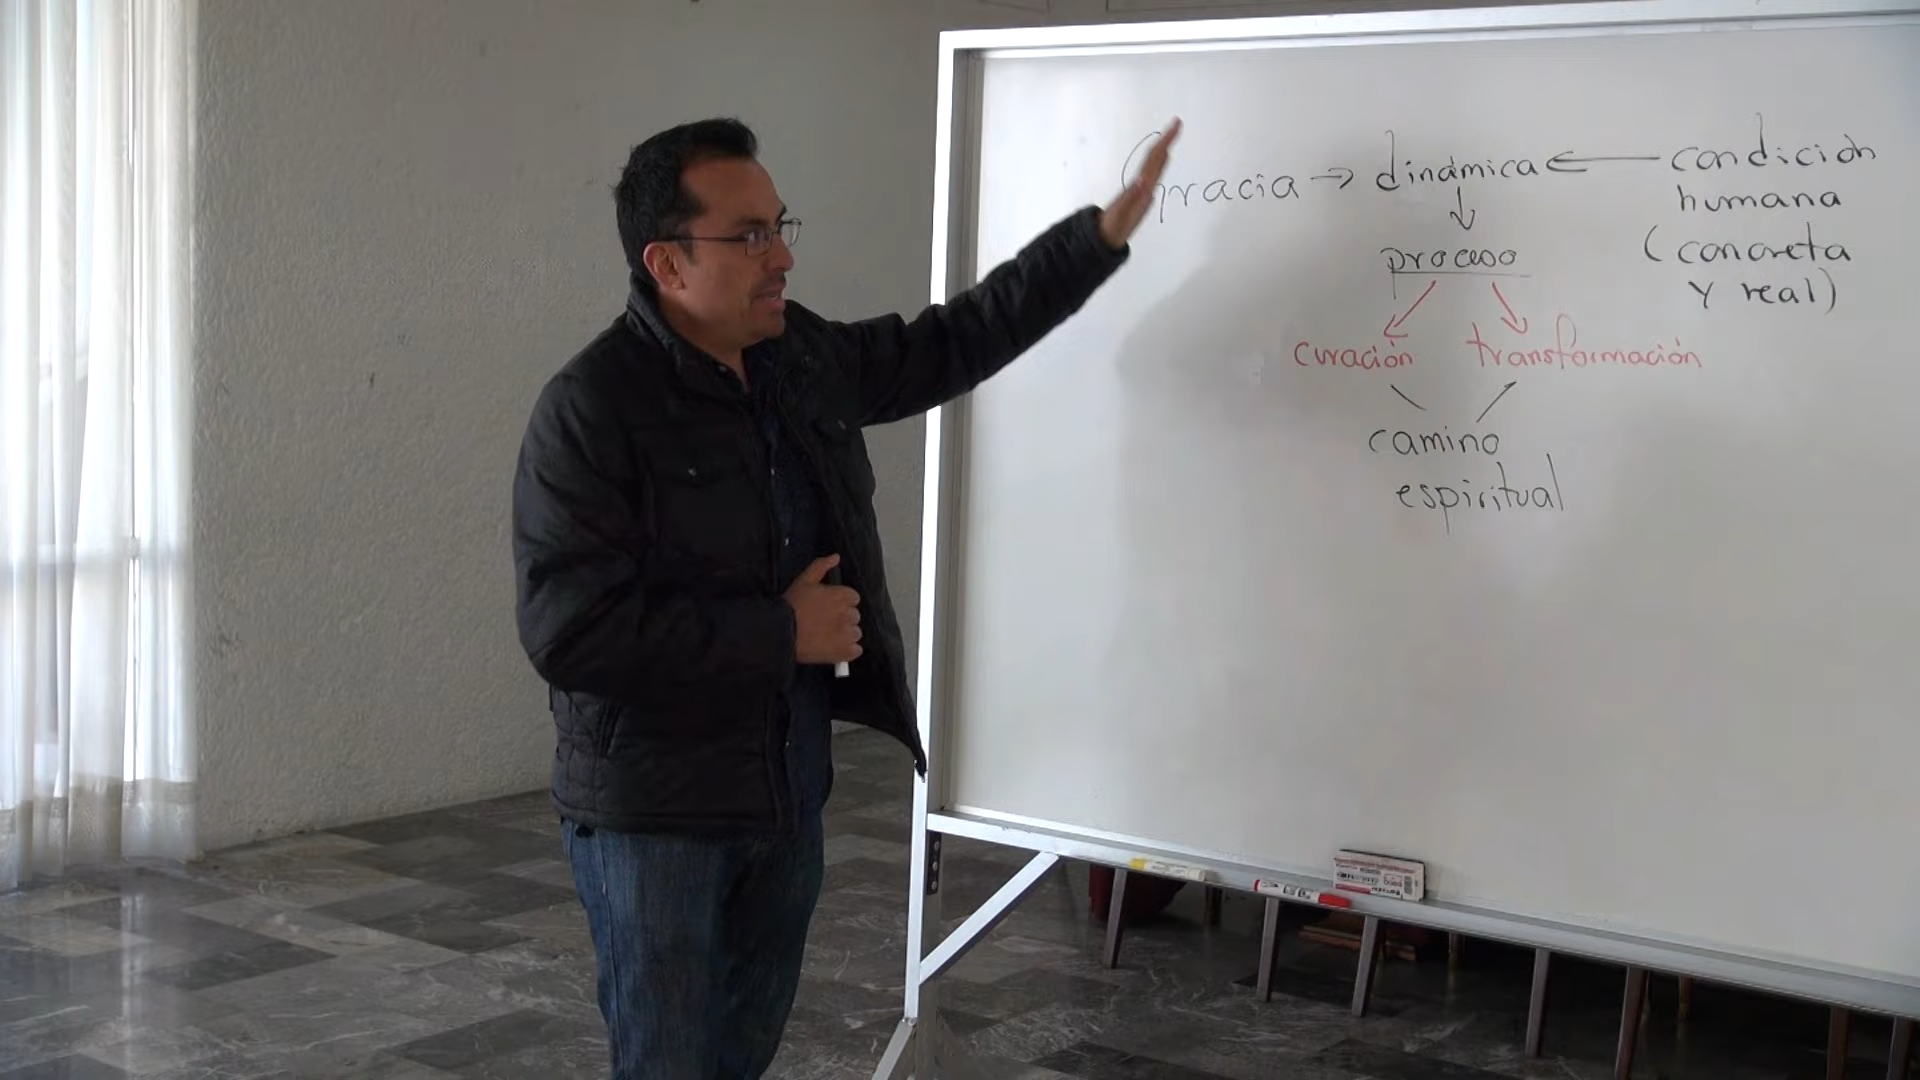 Gracia → dinámica ← condición
humana
(concreta
y real)
↓
proceso
curación transformación
camino
espiritual